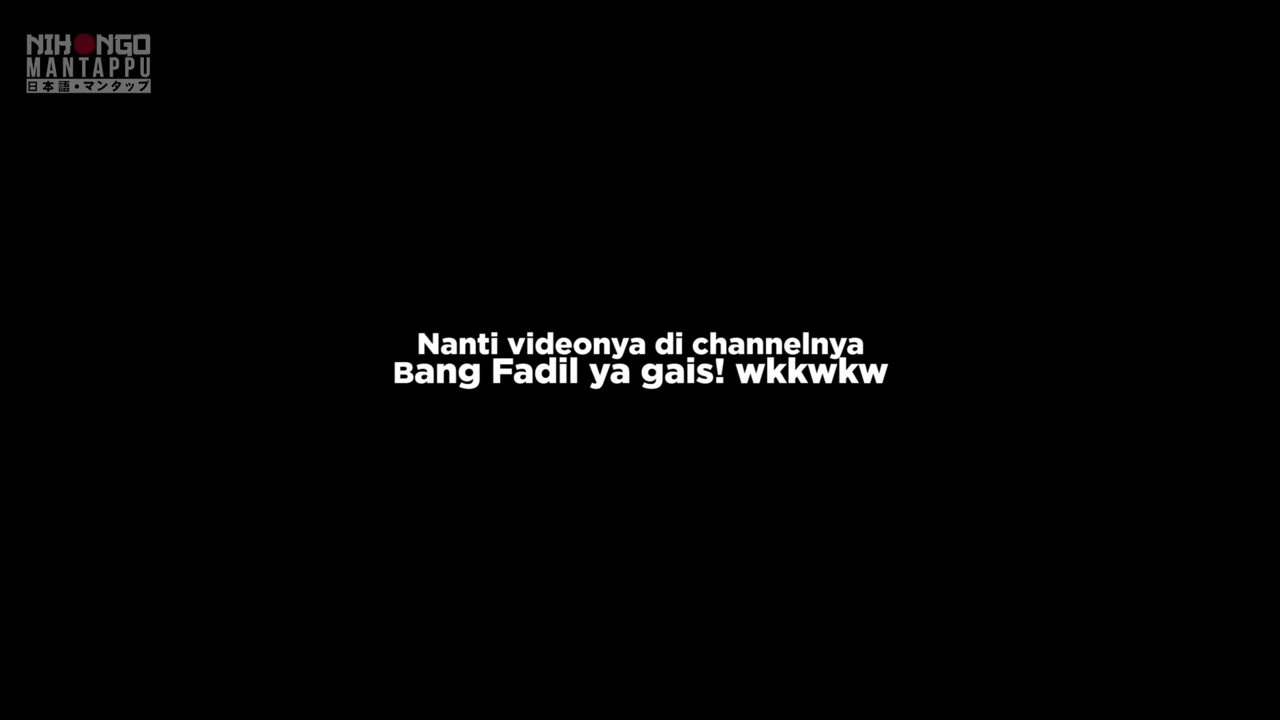 NIHONGO
MANTAPPU
日本語・マンタップ
Nanti videonya di channelnya
Bang Fadil ya gais! wkkwkw